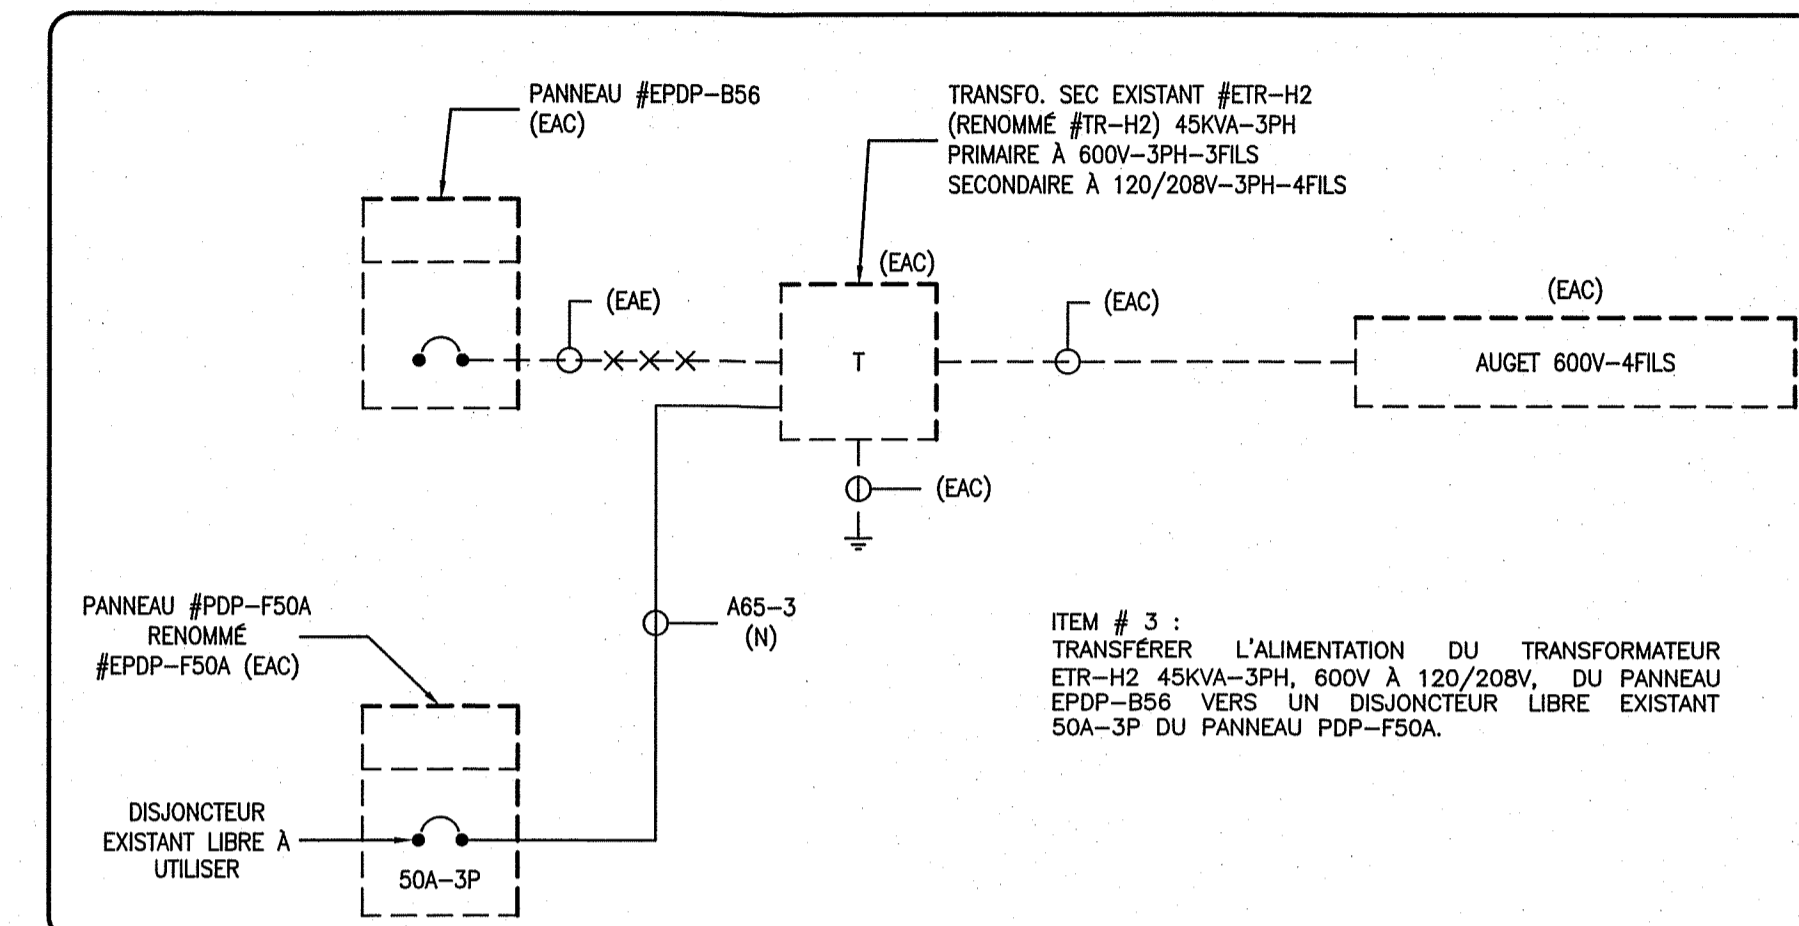 PANNEAU #EPDP-B56
(EAC)
TRANSFO. SEC EXISTANT #ETR-H2
(RENOMMÉ #TR-H2) 45KVA-3PH
PRIMAIRE À 600V-3PH-3FILS
SECONDAIRE À 120/208V-3PH-4FILS
(EAC)
(EAE)
(EAC)
(EAC)
T
AUGET 600V-4FILS
(EAC)
PANNEAU #PDP-F50A
RENOMMÉ
#EPDP-F50A (EAC)
A65-3
(N)
ITEM # 3 :
TRANSFÉRER L'ALIMENTATION DU TRANSFORMATEUR
ETR-H2 45KVA-3PH, 600V À 120/208V, DU PANNEAU
EPDP-B56 VERS UN DISJONCTEUR LIBRE EXISTANT
50A-3P DU PANNEAU PDP-F50A.
DISJONCTEUR
EXISTANT LIBRE À
UTILISER
50A-3P